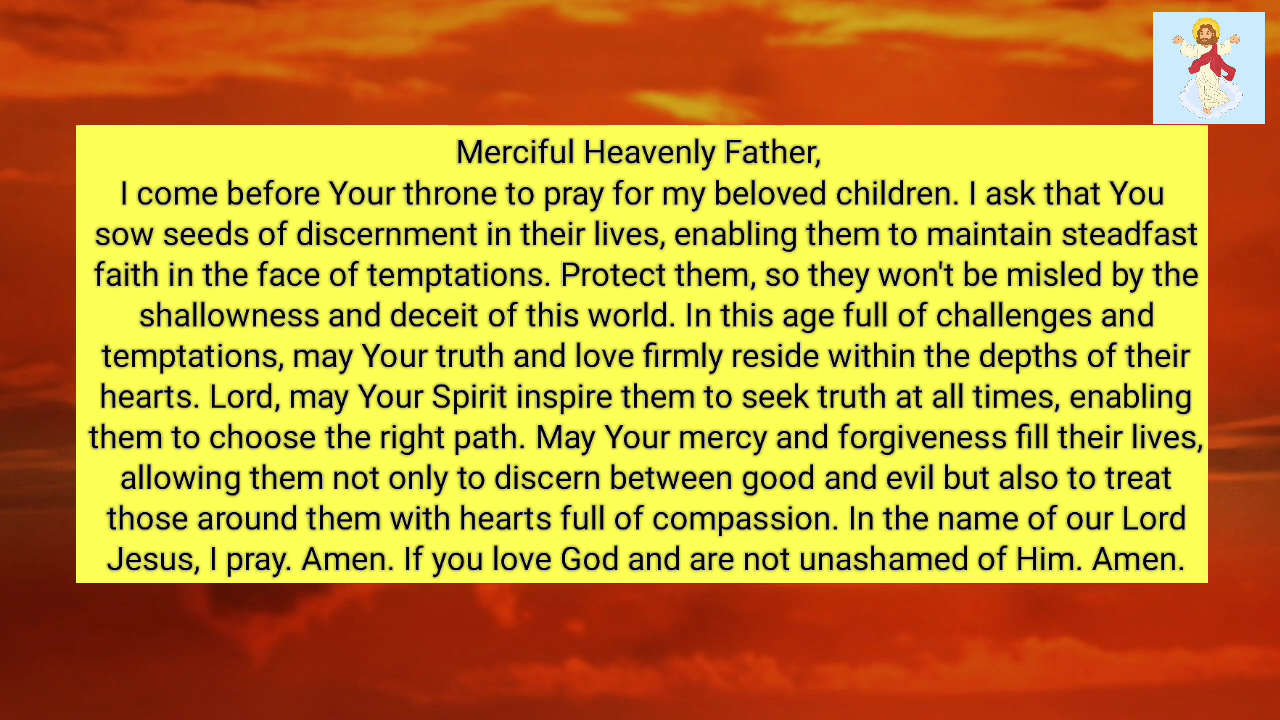 Merciful Heavenly Father,
I come before Your throne to pray for my beloved children. I ask that You
sow seeds of discernment in their lives, enabling them to maintain steadfast
faith in the face of temptations. Protect them, so they won't be misled by the
shallowness and deceit of this world. In this age full of challenges and
temptations, may Your truth and love firmly reside within the depths of their
hearts. Lord, may Your Spirit inspire them to seek truth at all times, enabling
them to choose the right path. May Your mercy and forgiveness fill their lives,
allowing them not only to discern between good and evil but also to treat
those around them with hearts full of compassion. In the name of our Lord
Jesus, I pray. Amen. If you love God and are not unashamed of Him. Amen.